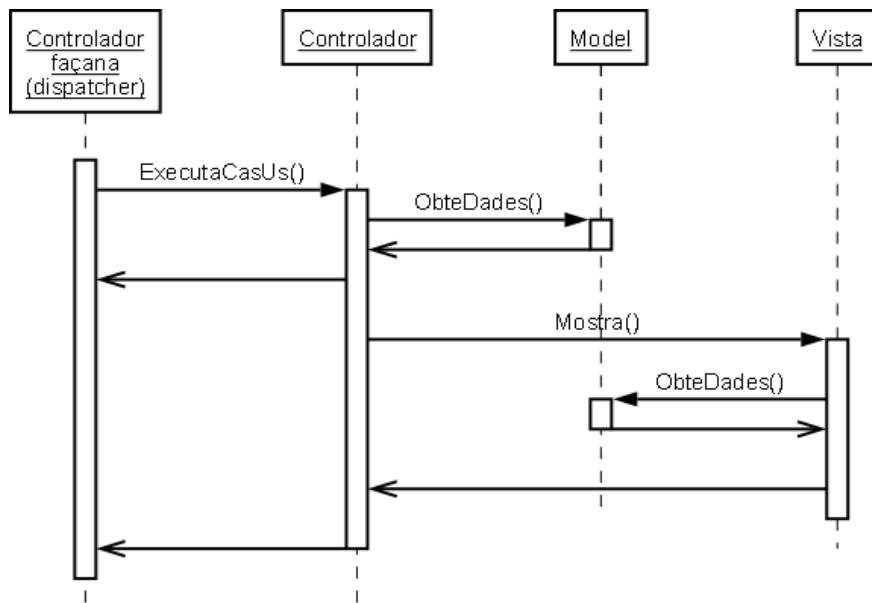 Controlador
façana
(dispatcher)
Controlador
Model
Vista
ExecutaCasUs()
ObteDades()
Mostra()
ObteDades()